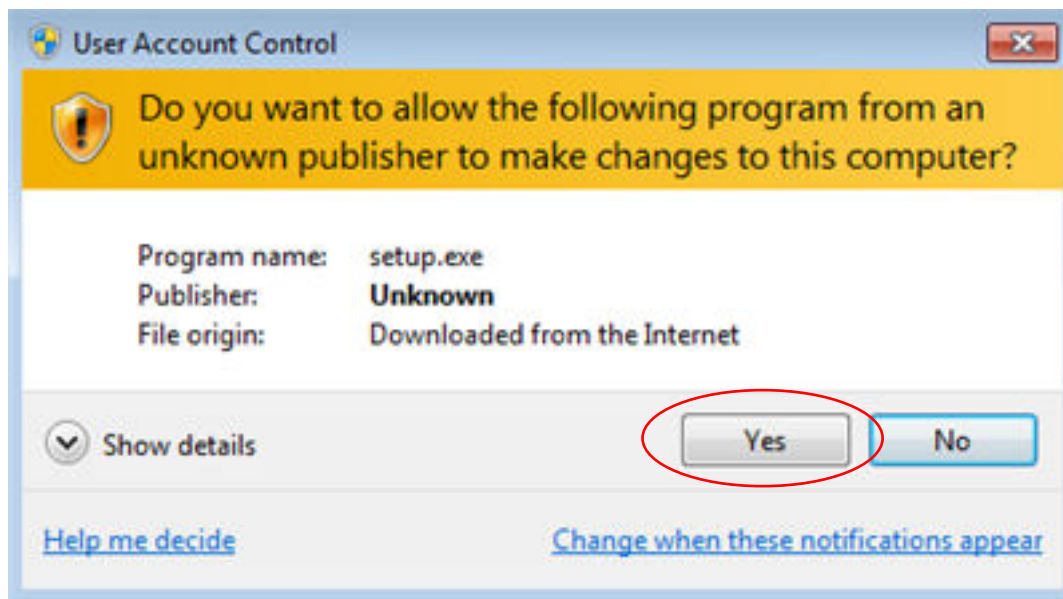 User Account Control
Do you want to allow the following program from an
unknown publisher to make changes to this computer?
Program name: setup.exe
Publisher: Unknown
File origin: Downloaded from the Internet
Show details Yes No
Help me decide Change when these notifications appear